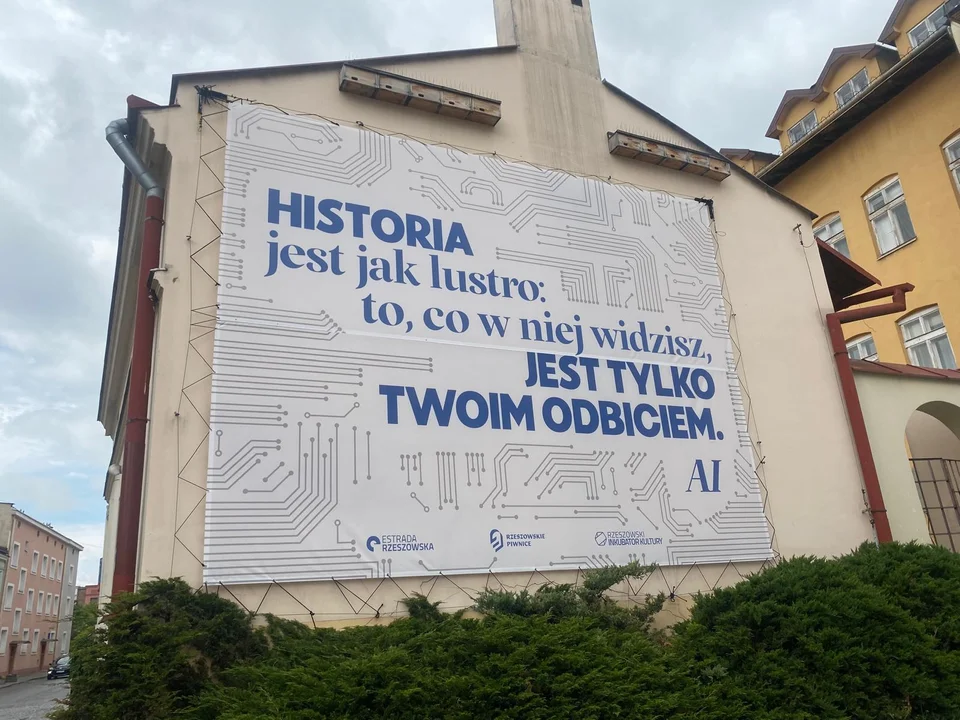 HISTORIA
jest jak lustro:
to, co w niej widzisz,
JEST TYLKO
TWOIM ODBICIEM.
AI
ESTRADA
RZESZOWSKA
RZESZOWSKIE
PIWNICE
RZESZOWSKI
INKUBATOR KULTURY